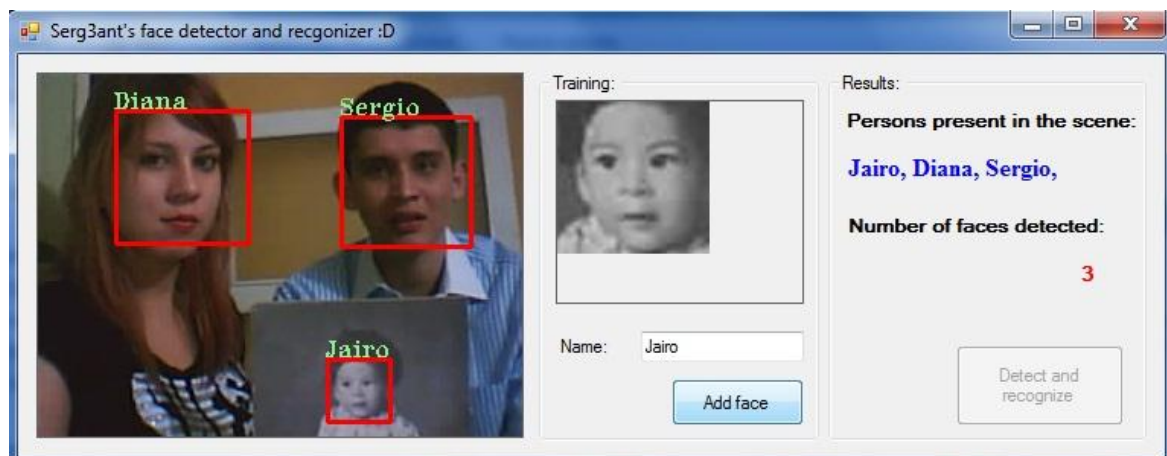 Serg3ant's face detector and recgonizer :D
Diana
Sergio
Jairo
Training:
Name: Jairo
Add face
Results:
Persons present in the scene:
Jairo, Diana, Sergio,
Number of faces detected:
3
Detect and
recognize